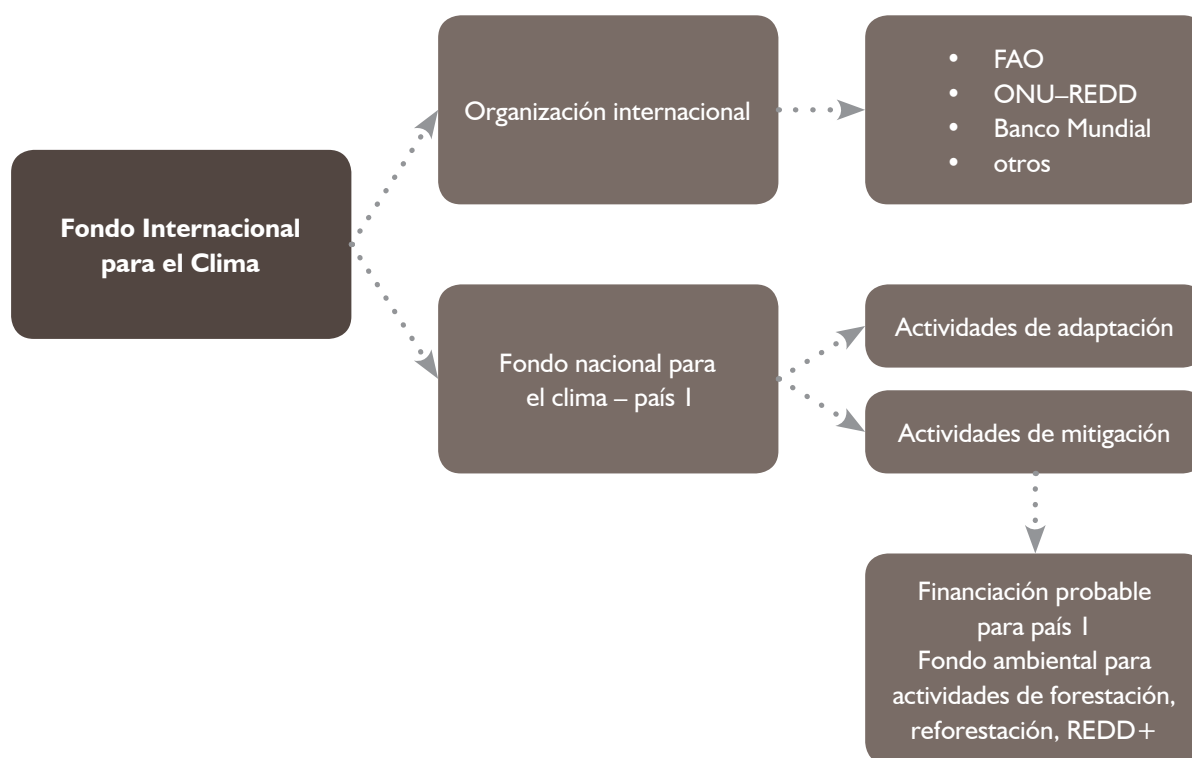 Fondo Internacional
para el Clima
Organización internacional
• FAO
• ONU–REDD
• Banco Mundial
• otros
Fondo nacional para
el clima – país 1
Actividades de adaptación
Actividades de mitigación
Financiación probable
para país 1
Fondo ambiental para
actividades de forestación,
reforestación, REDD+